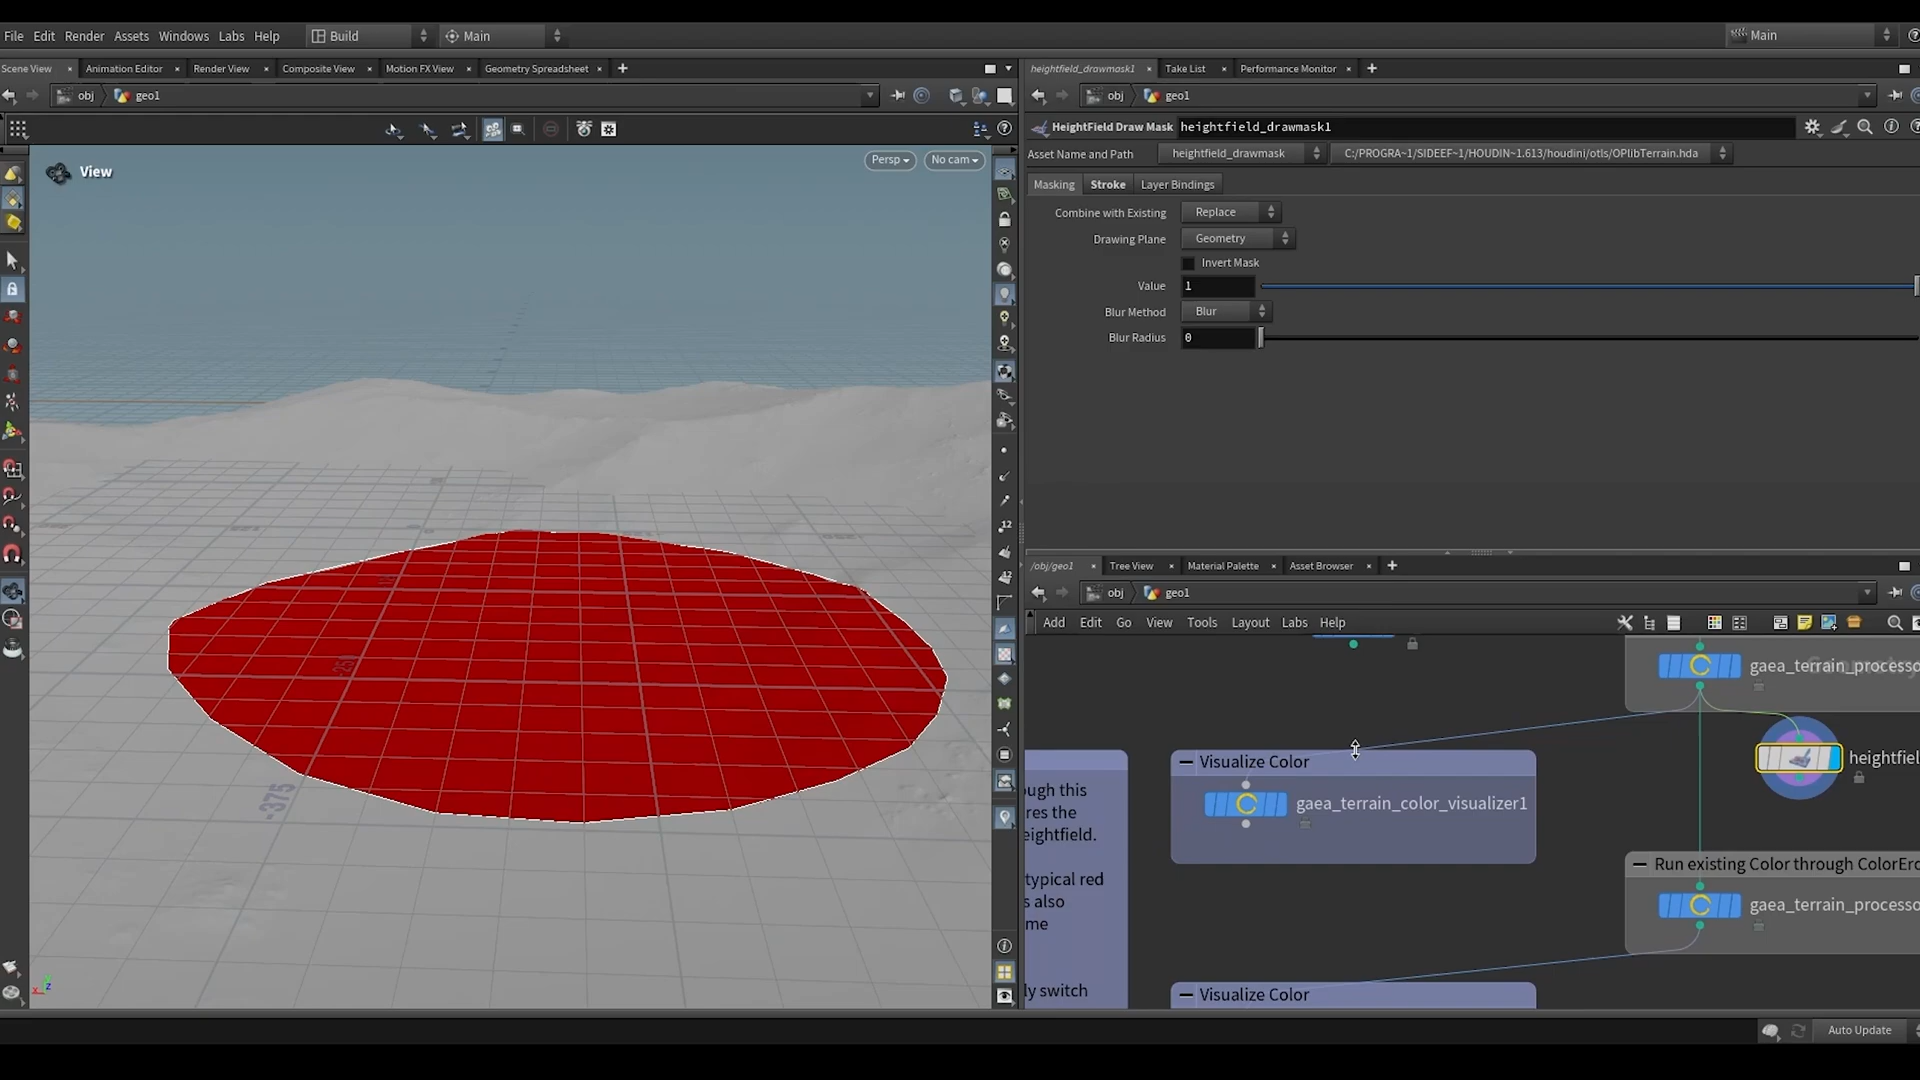 File Edit Render Assets Windows Labs Help Build Main Main
Scene View Animation Editor Render View Composite View Motion FX View Geometry Spreadsheet
obj geo1
View
Persp No cam
-250
-375
heightfield_drawmask1 Take List Performance Monitor
obj geo1
HeightField Draw Mask heightfield_drawmask1
Asset Name and Path heightfield_drawmask C:/PROGRA~1/SIDEEF~1/HOUDIN~1.613/houdini/otls/OPlibTerrain.hda
Masking Stroke Layer Bindings
Combine with Existing Replace
Drawing Plane Geometry
Invert Mask
Value 1
Blur Method Blur
Blur Radius 0
/obj/geo1 Tree View Material Palette Asset Browser
obj geo1
Add Edit Go View Tools Layout Labs Help
gaea_terrain_processo
heightfiel
Visualize Color
gaea_terrain_color_visualizer1
ough this
res the
eightfield.
typical red
s also
me
ly switch
Run existing Color through ColorEro
gaea_terrain_processo
Visualize Color
Auto Update
12
12